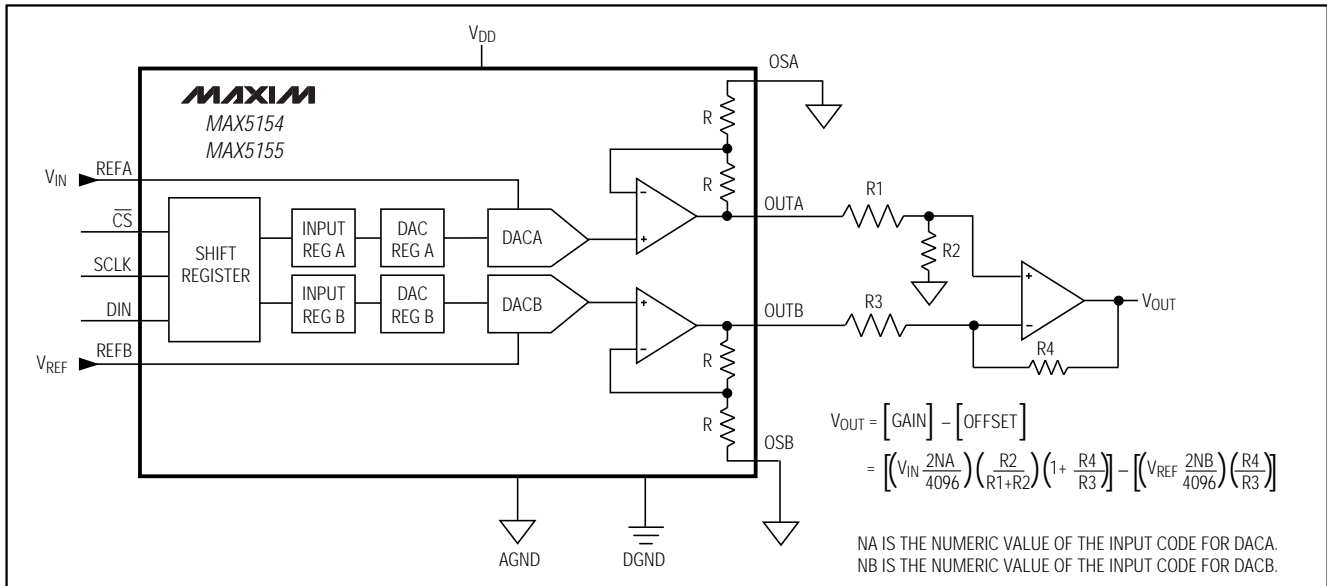 VDD
OSA
MAXIM
MAX5154
MAX5155
R
R
VIN
REFA
CS
SCLK
DIN
VREF
REFB
SHIFT
REGISTER
INPUT
REG A
DAC
REG A
DACA
INPUT
REG B
DAC
REG B
DACB
OUTA
OUTB
R
R
OSB
R1
R2
R3
R4
+
−
+
−
+
−
VOUT
VOUT = [GAIN] – [OFFSET]
= [(VIN 2NA/4096)(R2/R1+R2)(1+ R4/R3)] – [(VREF 2NB/4096)(R4/R3)]
AGND
DGND
NA IS THE NUMERIC VALUE OF THE INPUT CODE FOR DACA.
NB IS THE NUMERIC VALUE OF THE INPUT CODE FOR DACB.